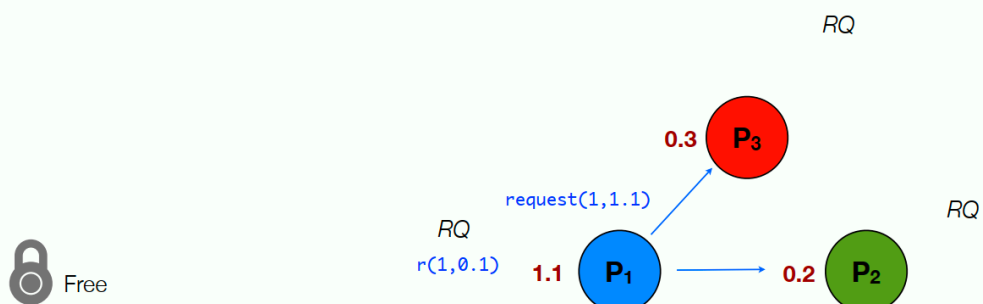 RQ
0.3
P₃
request(1,1.1)
RQ
RQ
r(1,0.1)
1.1
P₁
0.2
P₂
Free